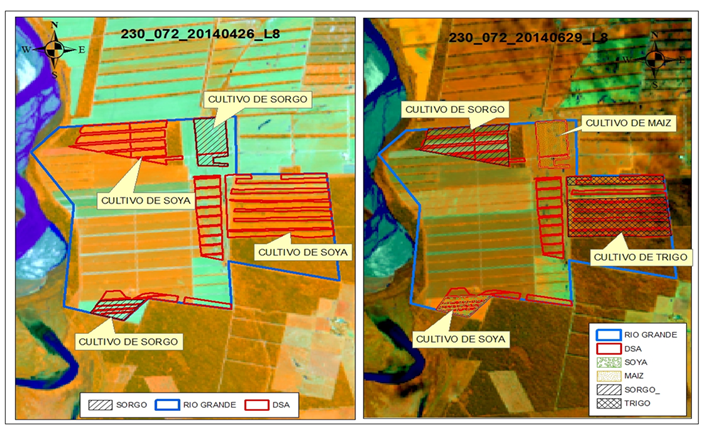 230_072_20140426_L8
N
W E
S
CULTIVO DE SORGO
CULTIVO DE SOYA
CULTIVO DE SOYA
CULTIVO DE SORGO
SORGO RIO GRANDE DSA
230_072_20140629_L8
N
W E
S
CULTIVO DE SORGO
CULTIVO DE MAIZ
CULTIVO DE TRIGO
CULTIVO DE SOYA
RIO GRANDE
DSA
SOYA
MAIZ
SORGO_
TRIGO